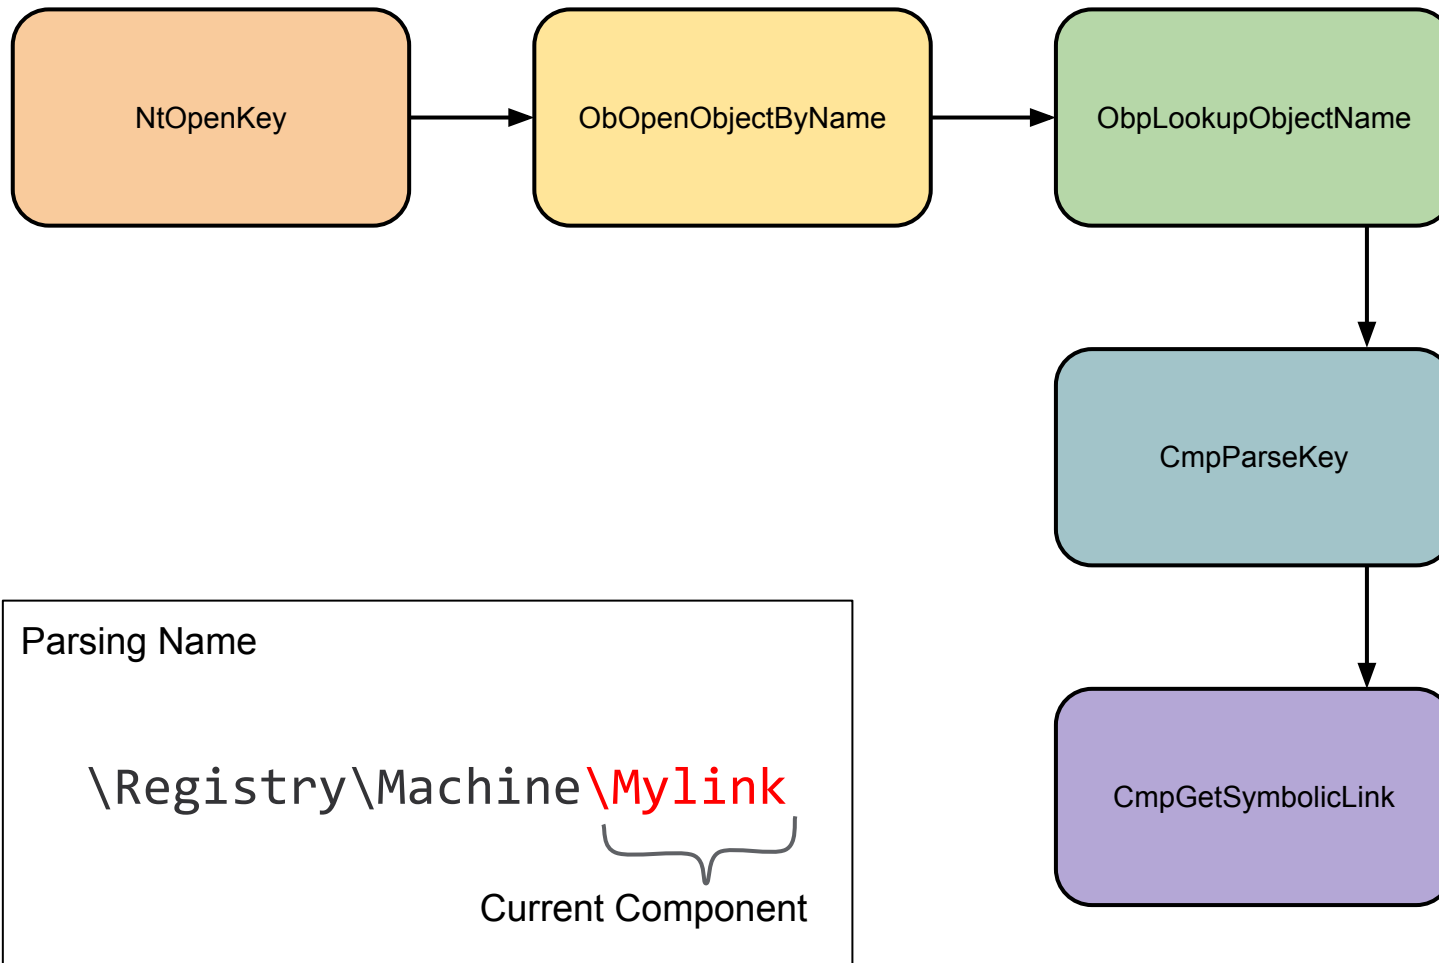 NtOpenKey
ObOpenObjectByName
ObpLookupObjectName
CmpParseKey
Parsing Name
\Registry\Machine\Mylink
Current Component
CmpGetSymbolicLink